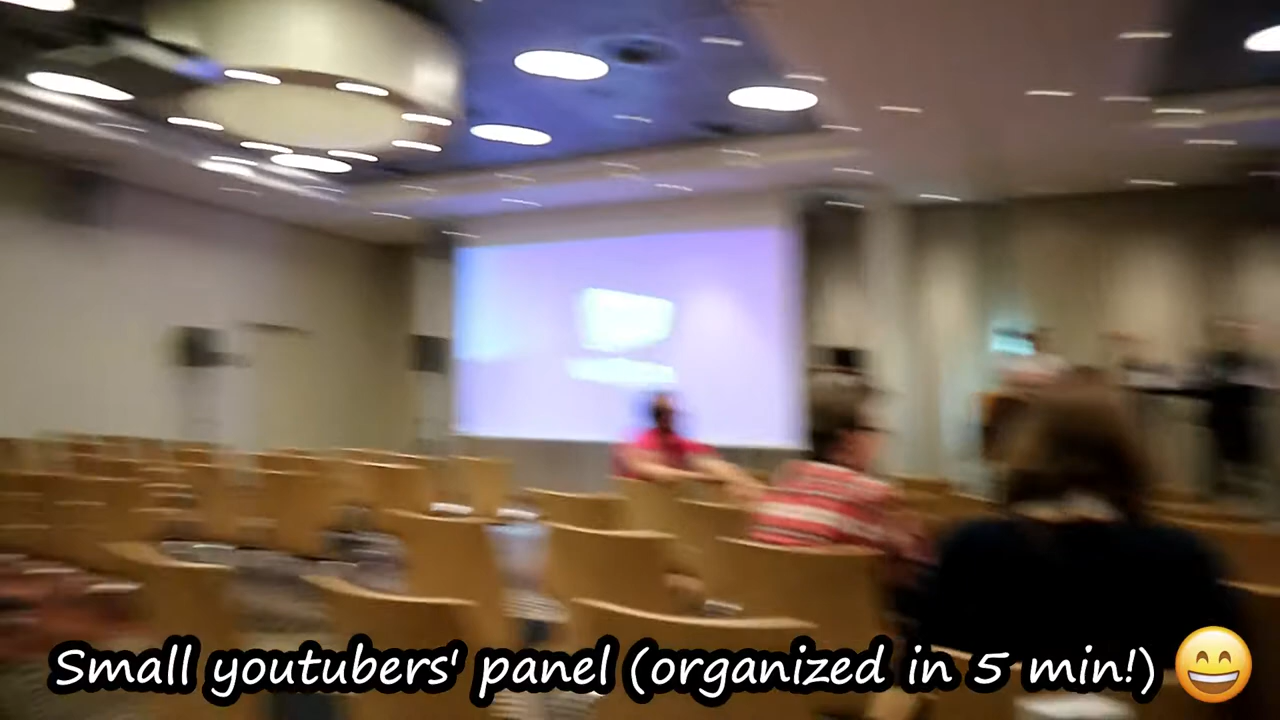 Small youtubers' panel (organized in 5 min!) 😄